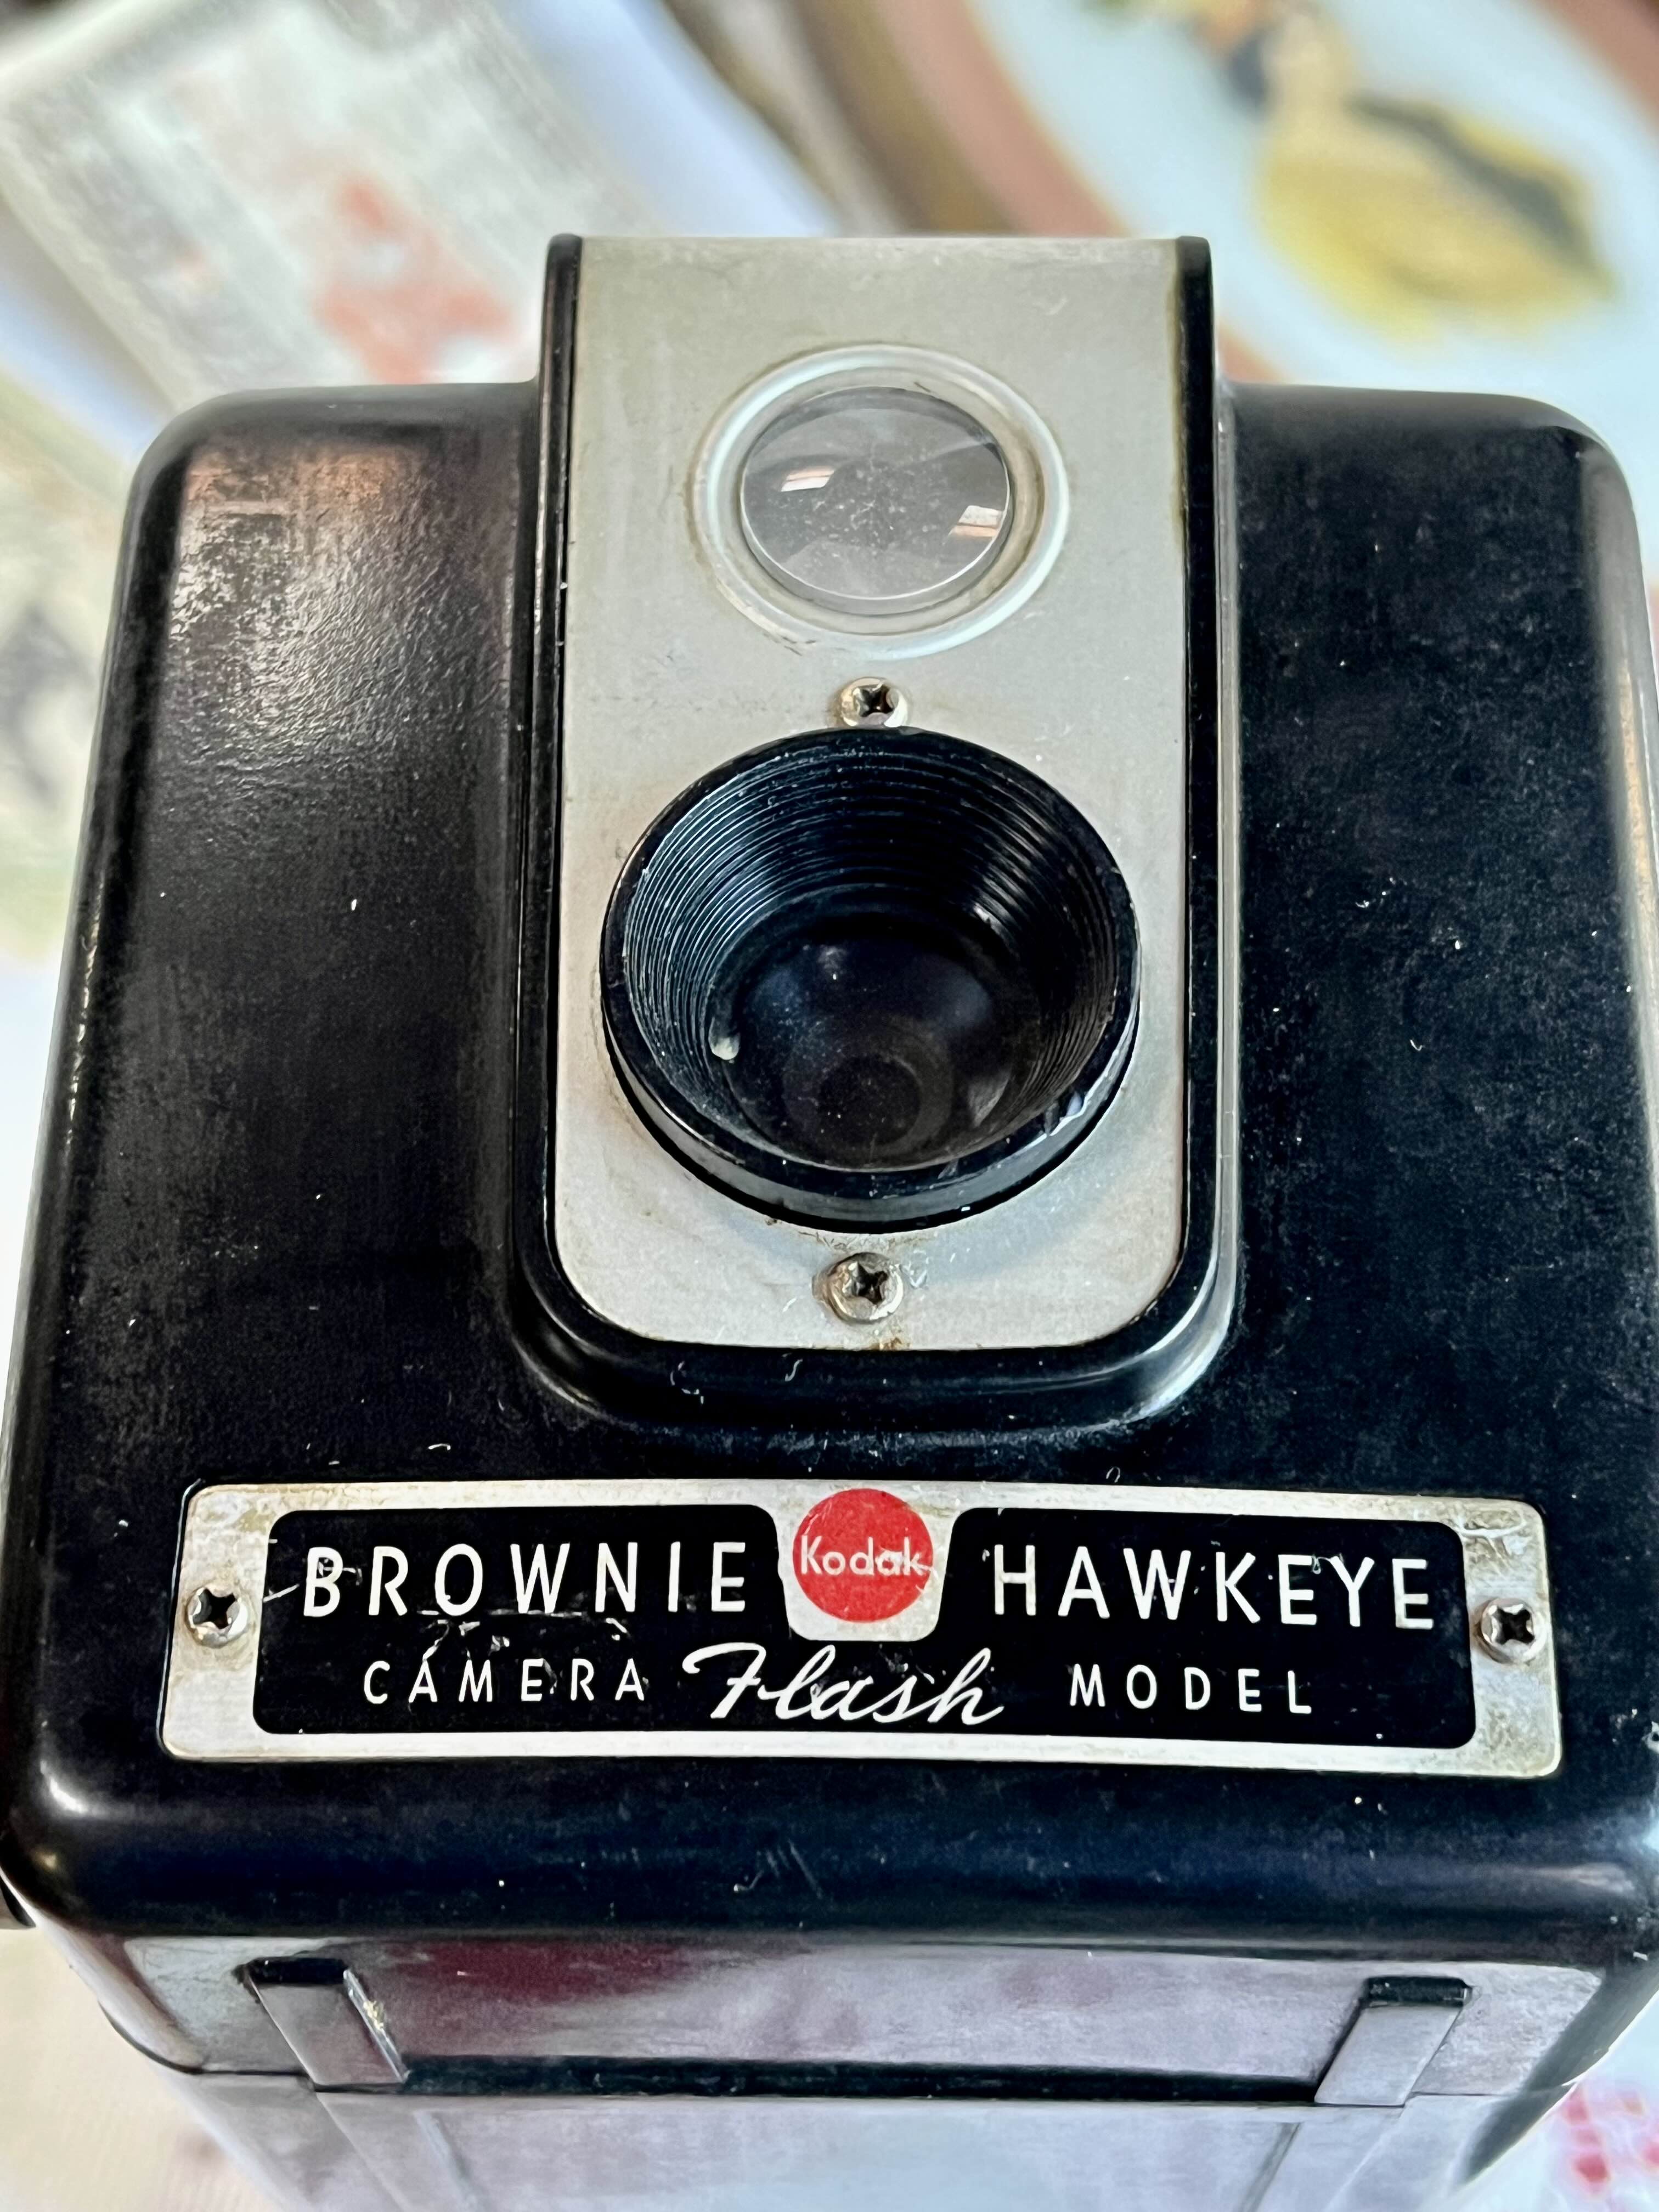 BROWNIE Kodak HAWKEYE
CAMERA Flash MODEL